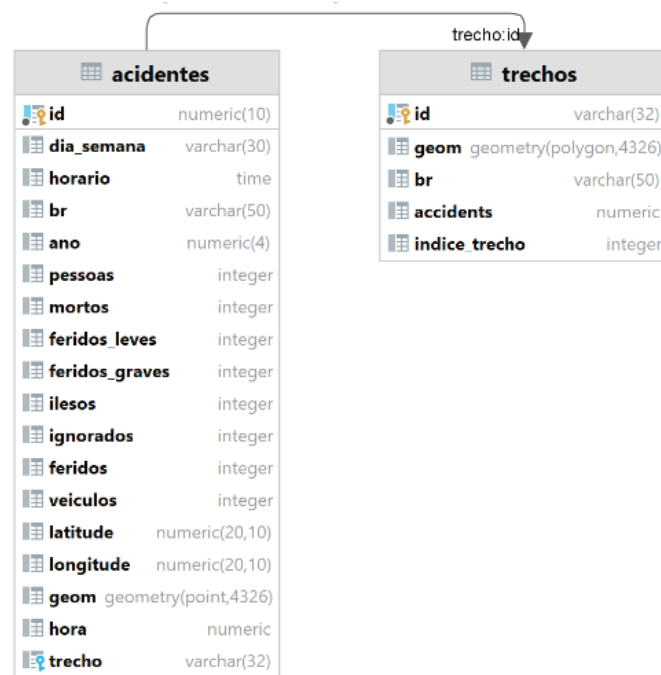 trecho:id
acidentes
id numeric(10)
dia_semana varchar(30)
horario time
br varchar(50)
ano numeric(4)
pessoas integer
mortos integer
feridos_leves integer
feridos_graves integer
ilesos integer
ignorados integer
feridos integer
veiculos integer
latitude numeric(20,10)
longitude numeric(20,10)
geom geometry(point,4326)
hora numeric
trecho varchar(32)
trechos
id varchar(32)
geom geometry(polygon,4326)
br varchar(50)
accidents numeric
indice_trecho integer